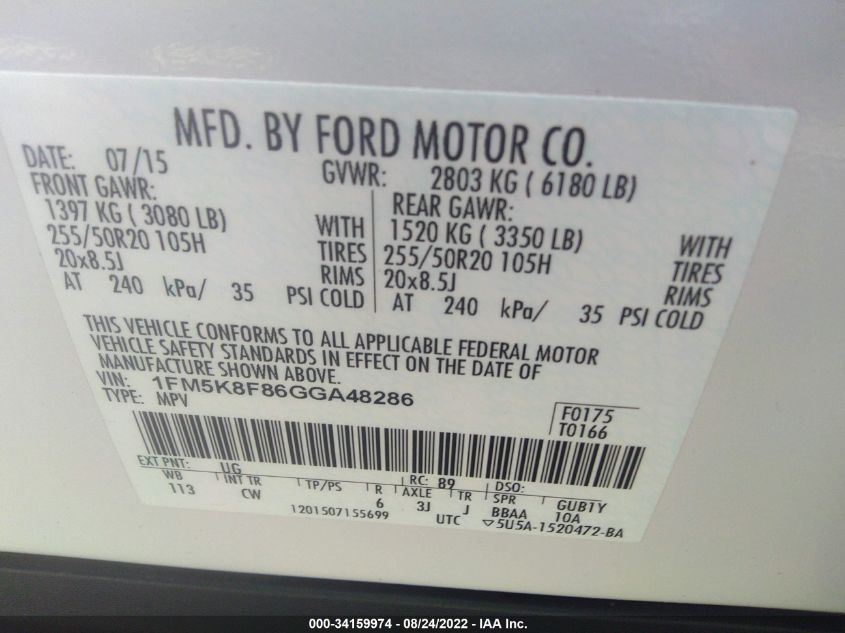 MFD. BY FORD MOTOR CO.
DATE: 07/15 GVWR: 2803 KG ( 6180 LB)
FRONT GAWR: REAR GAWR:
1397 KG ( 3080 LB) WITH 1520 KG ( 3350 LB) WITH
255/50R20 105H TIRES 255/50R20 105H TIRES
20x8.5J RIMS 20x8.5J RIMS
AT 240 kPa/ 35 PSI COLD AT 240 kPa/ 35 PSI COLD
THIS VEHICLE CONFORMS TO ALL APPLICABLE FEDERAL MOTOR
VEHICLE SAFETY STANDARDS IN EFFECT ON THE DATE OF
MANUFACTURE SHOWN ABOVE.
VIN: 1FM5K8F86GGA48286
TYPE: MPV
F0175
T0166
EXT PNT: UG RC: 89 DSO:
WB INT TR TP/PS R AXLE TR SPR GUB1Y
113 CW 6 3J J BBAA 10A
1201507155699 UTC ▽5U5A-1520472-BA
000-34159974 - 08/24/2022 - IAA Inc.